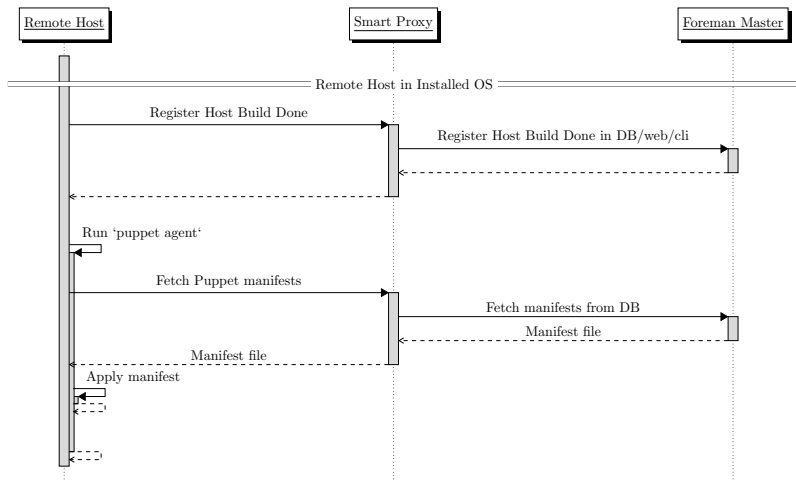 Remote Host
Smart Proxy
Foreman Master
Remote Host in Installed OS
Register Host Build Done
Register Host Build Done in DB/web/cli
Run ‘puppet agent‘
Fetch Puppet manifests
Fetch manifests from DB
Manifest file
Manifest file
Apply manifest